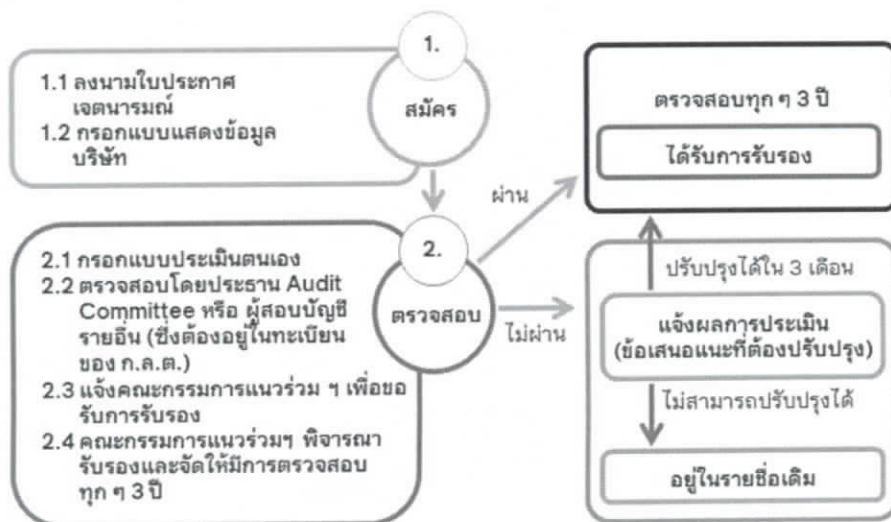 1.
สมัคร
1.1 ลงนามใบประกาศ
เจตนารมณ์
1.2 กรอกแบบแสดงข้อมูล
บริษัท
2.
ตรวจสอบ
2.1 กรอกแบบประเมินตนเอง
2.2 ตรวจสอบโดยประธาน Audit
Committee หรือ ผู้สอบบัญชี
รายอื่น (ซึ่งต้องอยู่ในทะเบียน
ของ ก.ล.ต.)
2.3 แจ้งคณะกรรมการแนวร่วม ฯ เพื่อขอ
รับการรับรอง
2.4 คณะกรรมการแนวร่วมฯ พิจารณา
รับรองและจัดให้มีการตรวจสอบ
ทุก ๆ 3 ปี
ผ่าน
ตรวจสอบทุก ๆ 3 ปี
ได้รับการรับรอง
ไม่ผ่าน
ปรับปรุงได้ใน 3 เดือน
แจ้งผลการประเมิน
(ข้อเสนอแนะที่ต้องปรับปรุง)
ไม่สามารถปรับปรุงได้
อยู่ในรายชื่อเดิม